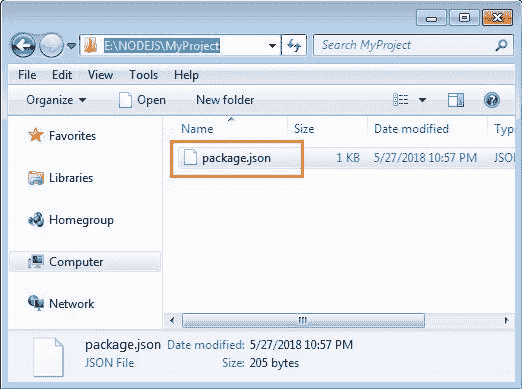 E:\NODEJS\MyProject
Search MyProject
File Edit View Tools Help
Organize Open New folder
Name Size Date modified Ty
package.json 1 KB 5/27/2018 10:57 PM JSO
Favorites
Libraries
Homegroup
Computer
Network
package.json Date modified: 5/27/2018 10:57 PM
JSON File Size: 205 bytes